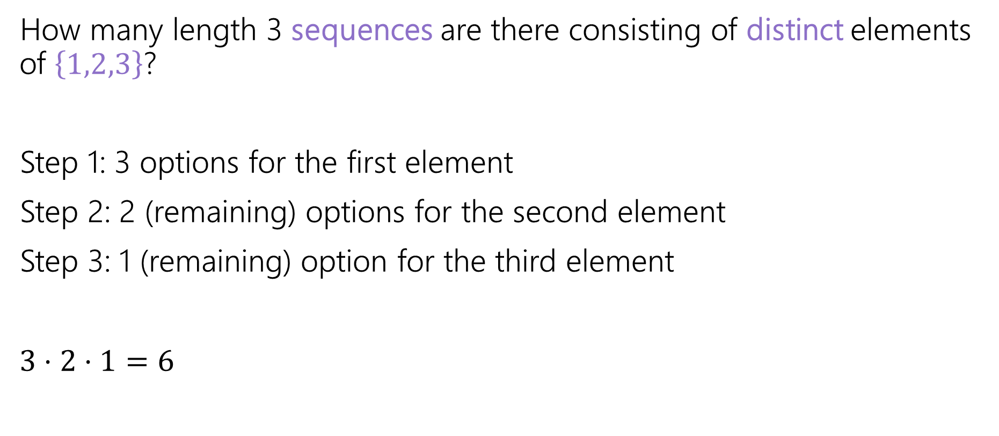 How many length 3 sequences are there consisting of distinct elements
of {1,2,3}?
Step 1: 3 options for the first element
Step 2: 2 (remaining) options for the second element
Step 3: 1 (remaining) option for the third element
3 · 2 · 1 = 6